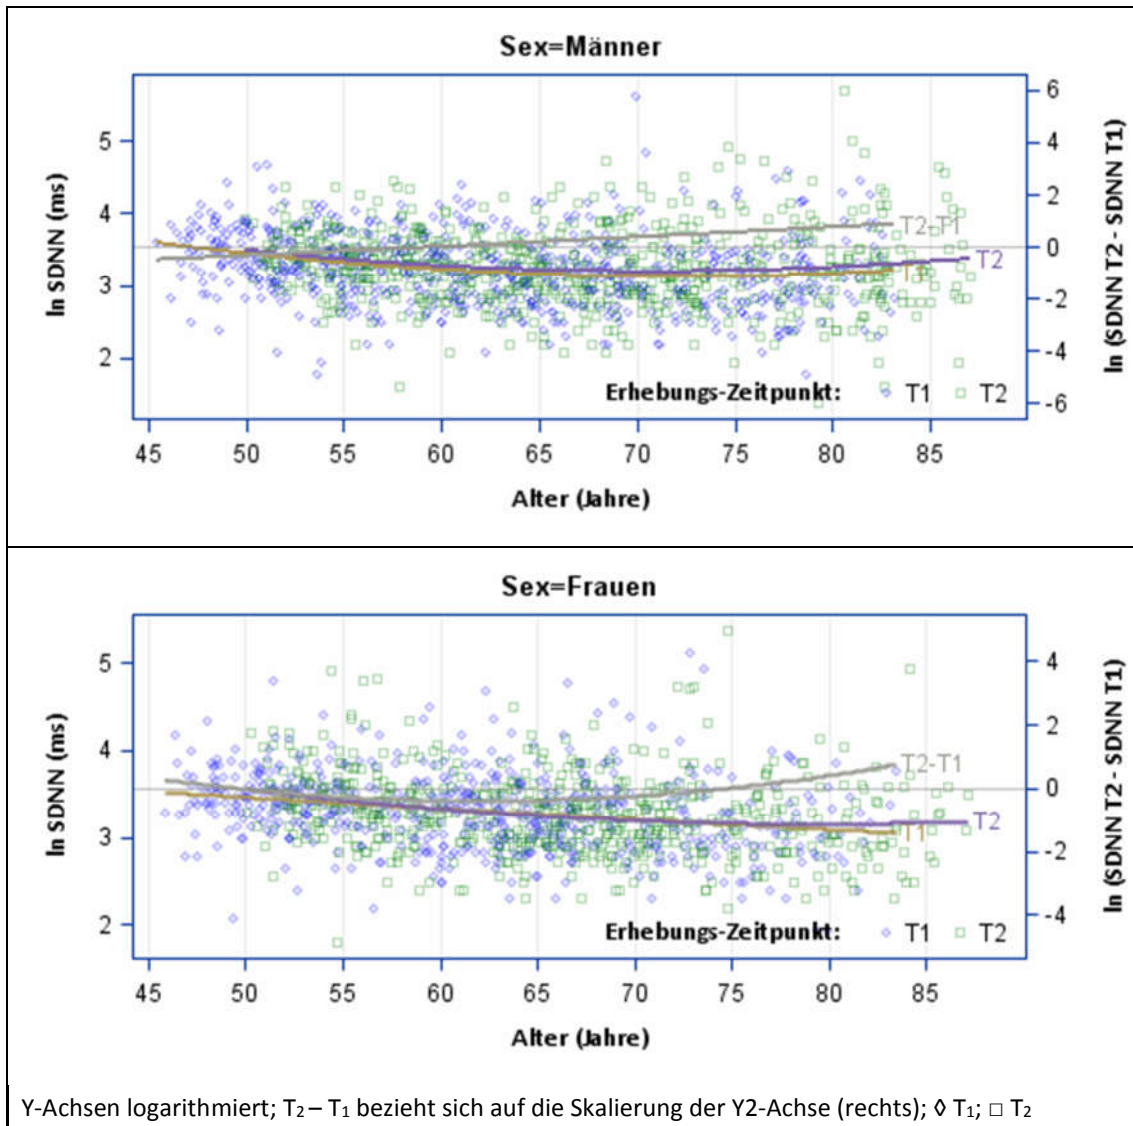 Sex=Männer
ln SDNN (ms)
5
4
3
2
6
4
2
0
-2
-4
-6
ln (SDNN T2 - SDNN T1)
T2-T1
T1
T2
Erhebungs-Zeitpunkt: T1 T2
45 50 55 60 65 70 75 80 85
Alter (Jahre)
Sex=Frauen
ln SDNN (ms)
5
4
3
2
4
2
0
-2
-4
ln (SDNN T2 - SDNN T1)
T2-T1
T2
T1
Erhebungs-Zeitpunkt: T1 T2
45 50 55 60 65 70 75 80 85
Alter (Jahre)
Y-Achsen logarithmiert; T₂ – T₁ bezieht sich auf die Skalierung der Y2-Achse (rechts); ◊ T₁; □ T₂